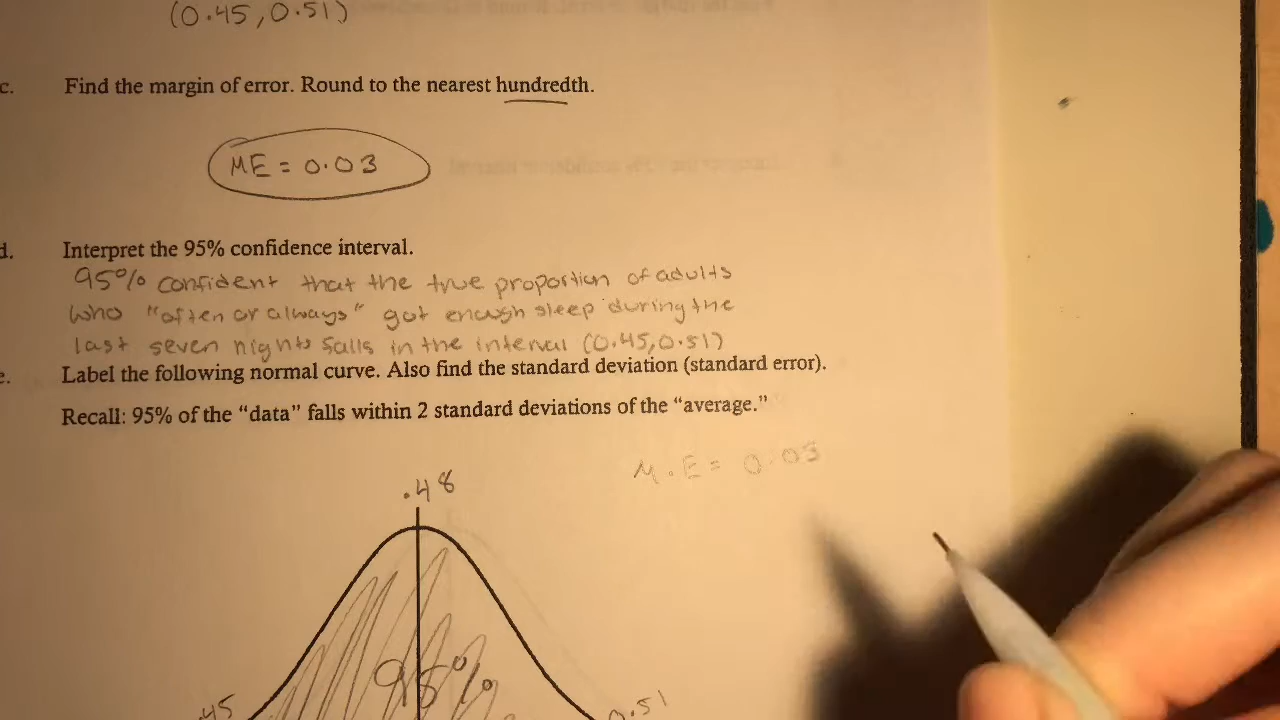 (0.45, 0.51)
c. Find the margin of error. Round to the nearest hundredth.
ME = 0.03
d. Interpret the 95% confidence interval.
95% confident that the true proportion of adults
who "often or always" got enough sleep during the
last seven nights falls in the interval (0.45, 0.51)
e. Label the following normal curve. Also find the standard deviation (standard error).
Recall: 95% of the “data” falls within 2 standard deviations of the “average.”
M.E = 0.03
.48
95%
.45
0.51